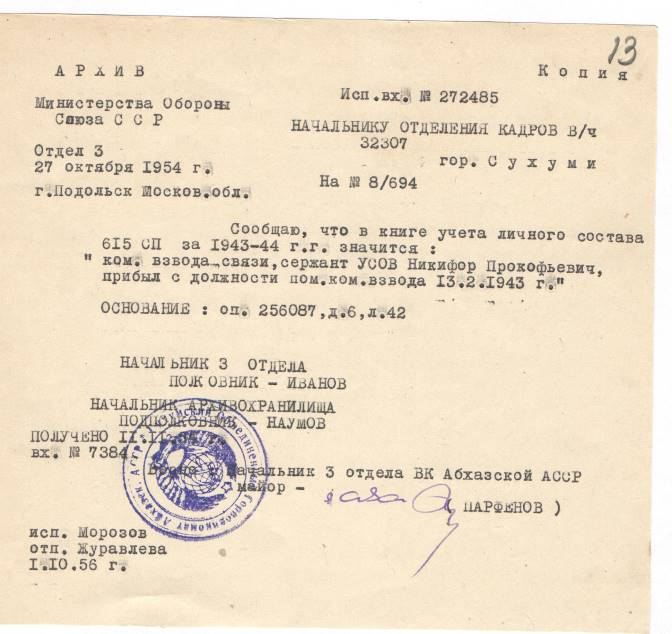 13
А Р Х И В
К о п и я
Министерства Обороны
Союза С С Р
Исп.вх. № 272485
НАЧАЛЬНИКУ ОТДЕЛЕНИЯ КАДРОВ В/ч
32307
Отдел 3
27 октября 1954 г.
гор. С у х у м и
г.Подольск Москов.обл.
На № 8/694
Сообщаю, что в книге учета личного состава
615 СП за 1943-44 г.г. значится :
" ком. взвода связи, сержант УСОВ Никифор Прокофьевич,
прибыл с должности пом.ком.взвода 13.2.1943 г."
ОСНОВАНИЕ : оп. 256087,д.6,л.42
НАЧАЛЬНИК 3 ОТДЕЛА
ПОЛКОВНИК - ИВАНОВ
НАЧАЛЬНИК АРХИВОХРАНИЛИЩА
ПОДПОЛКОВНИК - НАУМОВ
ПОЛУЧЕНО II.II.54 г.
вх. № 7384
Верно : Начальник 3 отдела ВК Абхазской АССР
майор -
ПАРФЕНОВ )
исп. Морозов
отп. Журавлева
I.IO.56 г.